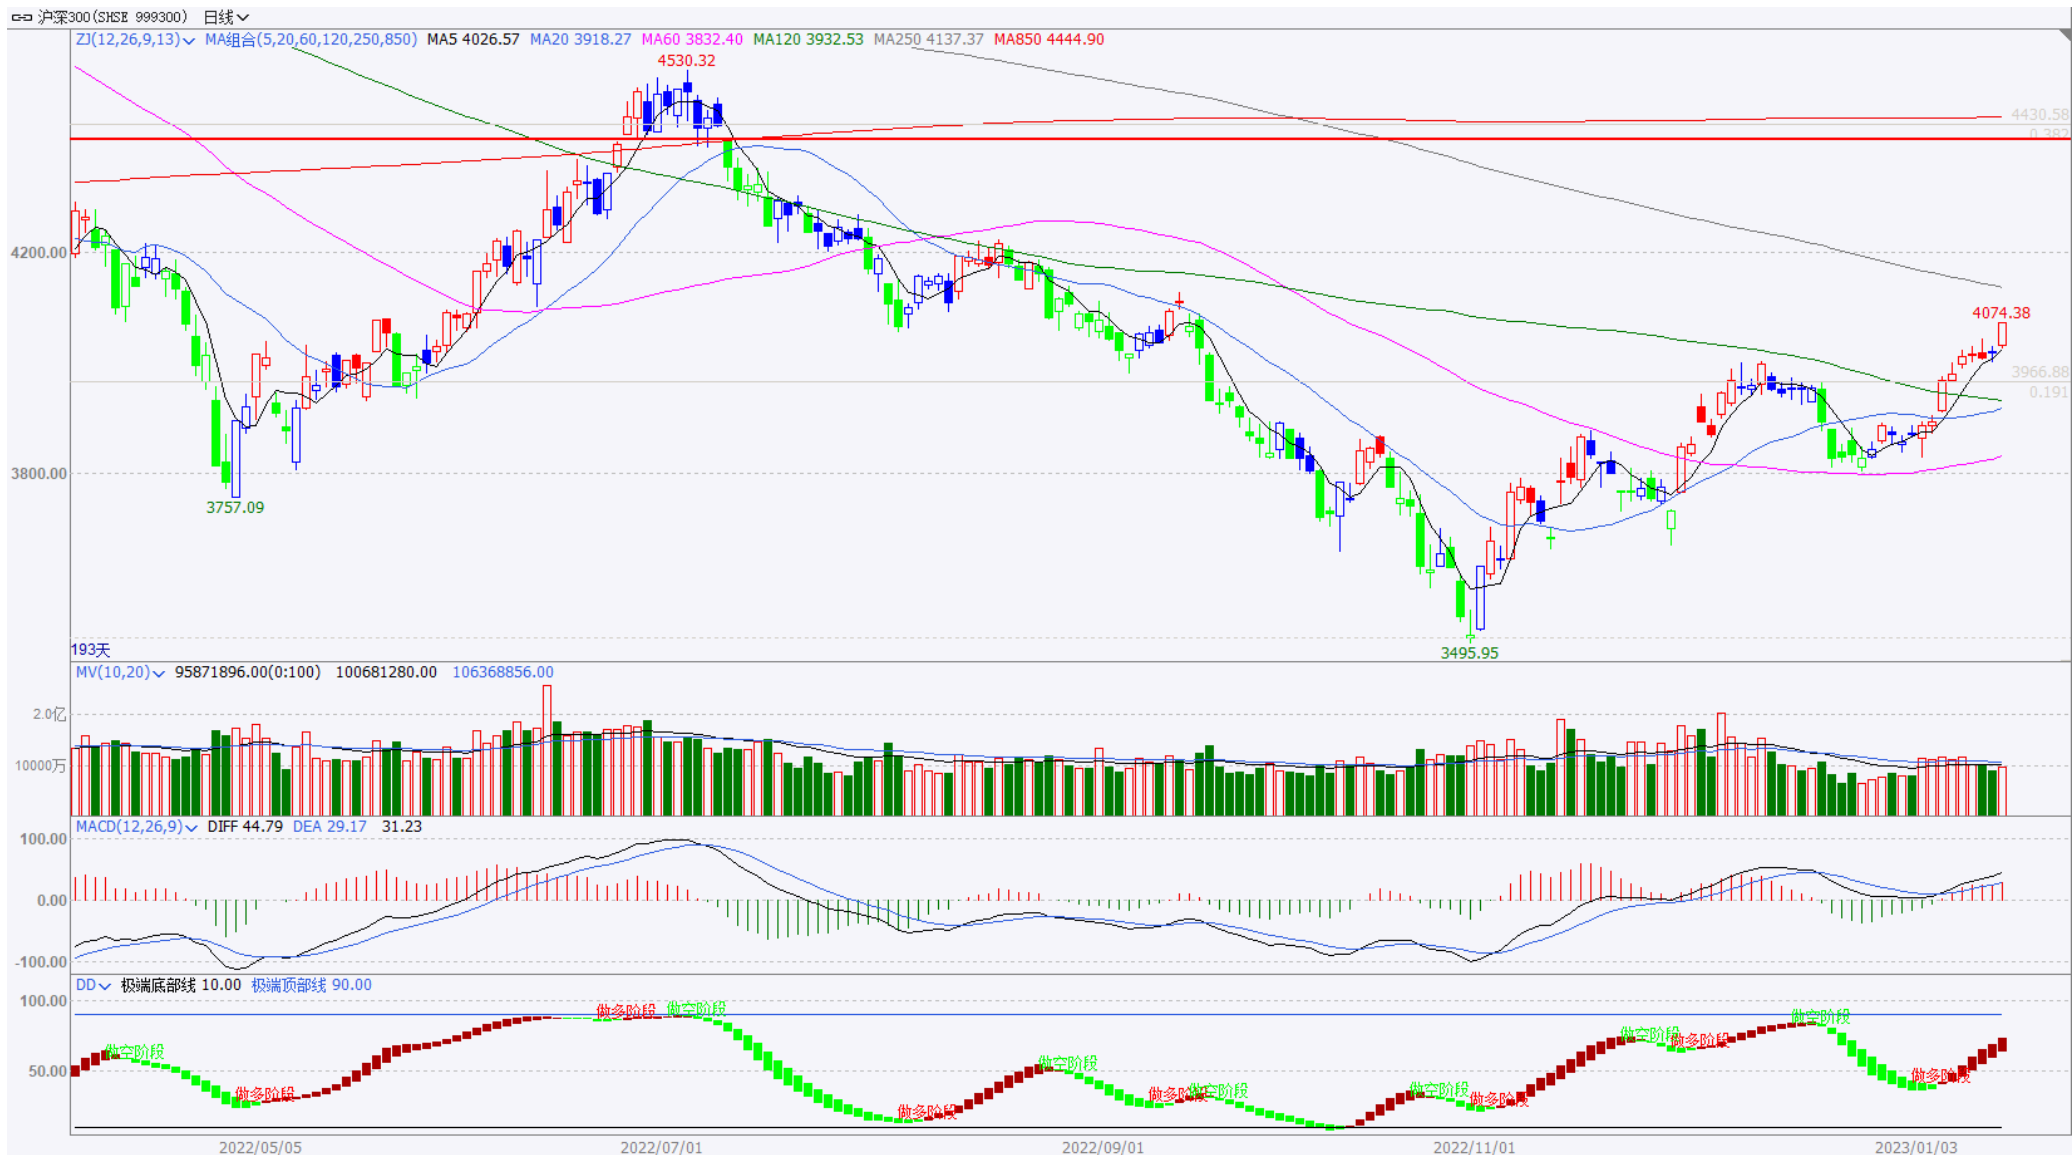 沪深300(SHSE 999300) 日线
ZJ(12,26,9,13) MA组合(5,20,60,120,250,850) MA5 4026.57 MA20 3918.27 MA60 3832.40 MA120 3932.53 MA250 4137.37 MA850 4444.90
4530.32
4430.58
0.382
4200.00
4074.38
3966.88
0.191
3800.00
3757.09
3495.95
193天
MV(10,20) 95871896.00(0:100) 100681280.00 106368856.00
2.0亿
10000万
MACD(12,26,9) DIFF 44.79 DEA 29.17 31.23
100.00
0.00
-100.00
DD 极端底部线 10.00 极端顶部线 90.00
100.00
做多阶段 做空阶段 做空阶段
做空阶段 做多阶段
做空阶段 做空阶段
50.00
做多阶段
做多阶段 做多阶段 做空阶段 做空阶段 做多阶段
做多阶段
2022/05/05 2022/07/01 2022/09/01 2022/11/01 2023/01/03